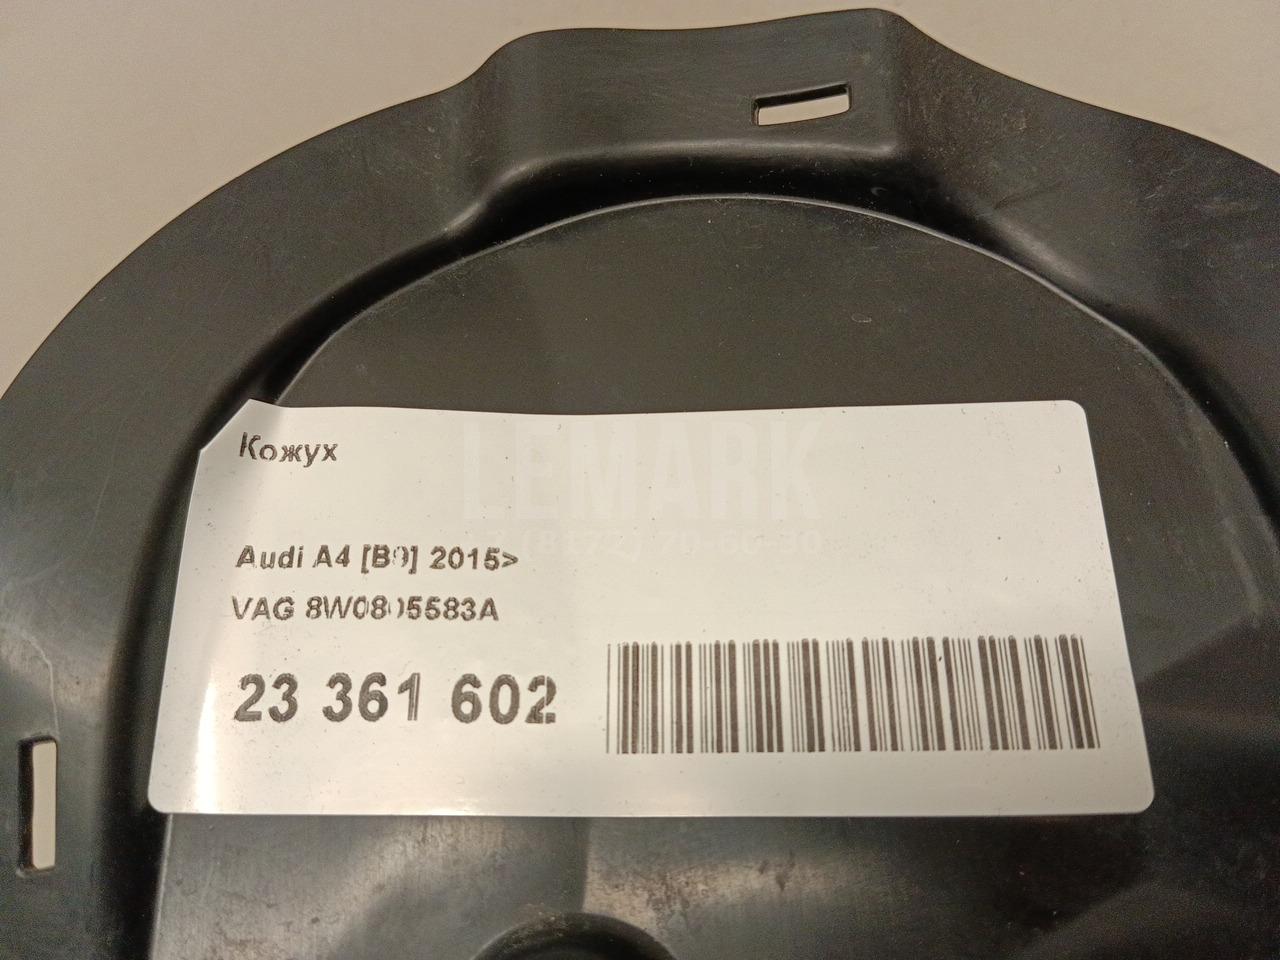 Кожух
LEMARK
Audi A4 [B9] 2015>
VAG 8W0805583A
23 361 602